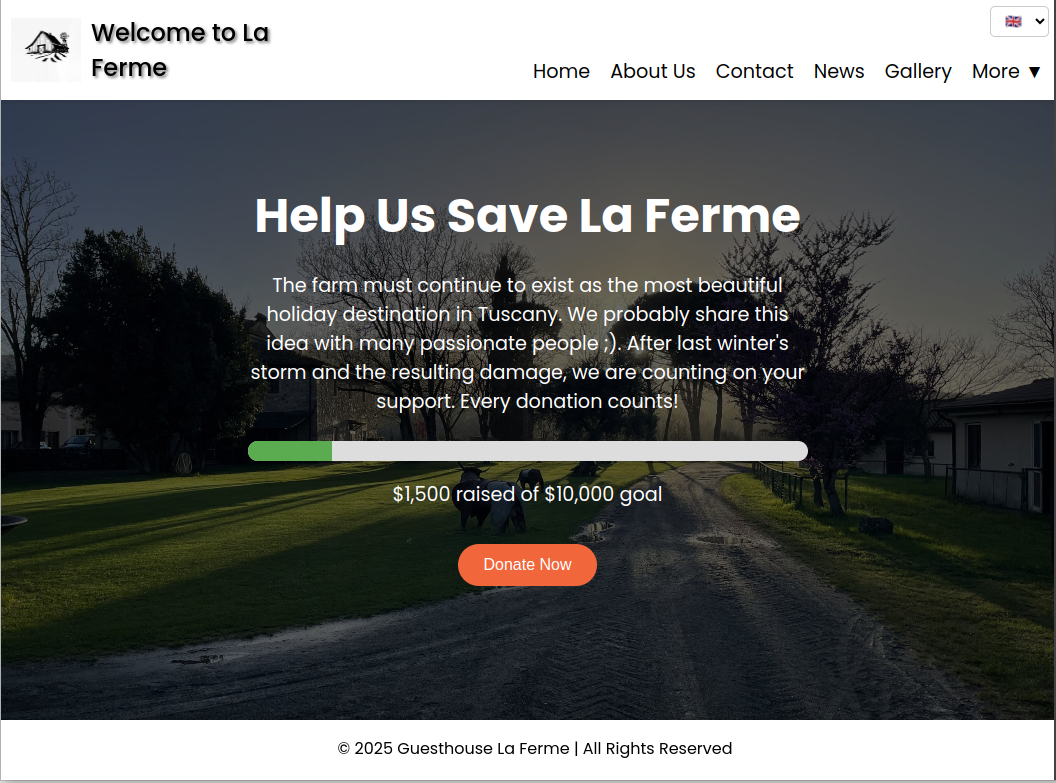 Welcome to La
Ferme
Home About Us Contact News Gallery More ▼
Help Us Save La Ferme
The farm must continue to exist as the most beautiful
holiday destination in Tuscany. We probably share this
idea with many passionate people ;). After last winter's
storm and the resulting damage, we are counting on your
support. Every donation counts!
$1,500 raised of $10,000 goal
Donate Now
© 2025 Guesthouse La Ferme | All Rights Reserved